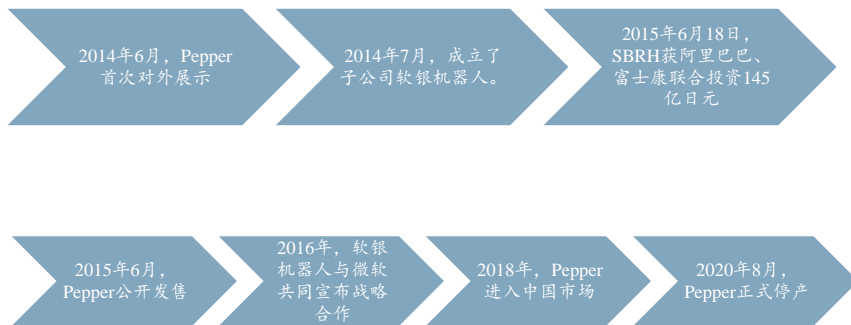 2014年6月，Pepper
首次对外展示
2014年7月，成立了
子公司软银机器人。
2015年6月18日，
SBRH获阿里巴巴、
富士康联合投资145
亿日元
2015年6月，
Pepper公开发售
2016年，软银
机器人与微软
共同宣布战略
合作
2018年，Pepper
进入中国市场
2020年8月，
Pepper正式停产